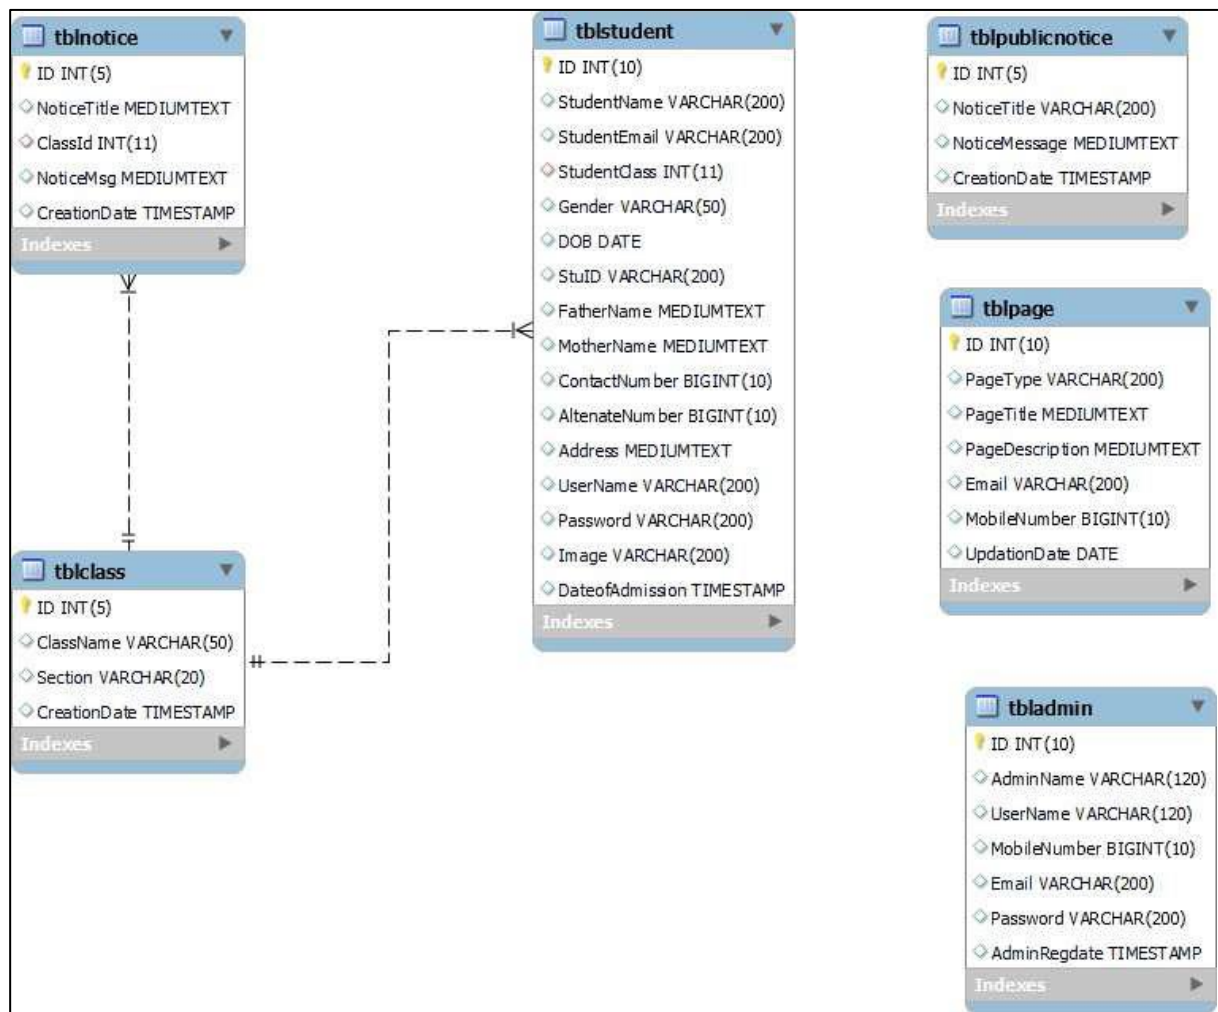 tblnotice
ID INT(5)
NoticeTitle MEDIUMTEXT
ClassId INT(11)
NoticeMsg MEDIUMTEXT
CreationDate TIMESTAMP
Indexes
tblclass
ID INT(5)
ClassName VARCHAR(50)
Section VARCHAR(20)
CreationDate TIMESTAMP
Indexes
tblstudent
ID INT(10)
StudentName VARCHAR(200)
StudentEmail VARCHAR(200)
StudentClass INT(11)
Gender VARCHAR(50)
DOB DATE
StuID VARCHAR(200)
FatherName MEDIUMTEXT
MotherName MEDIUMTEXT
ContactNumber BIGINT(10)
AltenateNumber BIGINT(10)
Address MEDIUMTEXT
UserName VARCHAR(200)
Password VARCHAR(200)
Image VARCHAR(200)
DateofAdmission TIMESTAMP
Indexes
tblpublicnotice
ID INT(5)
NoticeTitle VARCHAR(200)
NoticeMessage MEDIUMTEXT
CreationDate TIMESTAMP
Indexes
tblpage
ID INT(10)
PageType VARCHAR(200)
PageTitle MEDIUMTEXT
PageDescription MEDIUMTEXT
Email VARCHAR(200)
MobileNumber BIGINT(10)
UpdationDate DATE
Indexes
tbladmin
ID INT(10)
AdminName VARCHAR(120)
UserName VARCHAR(120)
MobileNumber BIGINT(10)
Email VARCHAR(200)
Password VARCHAR(200)
AdminRegdate TIMESTAMP
Indexes